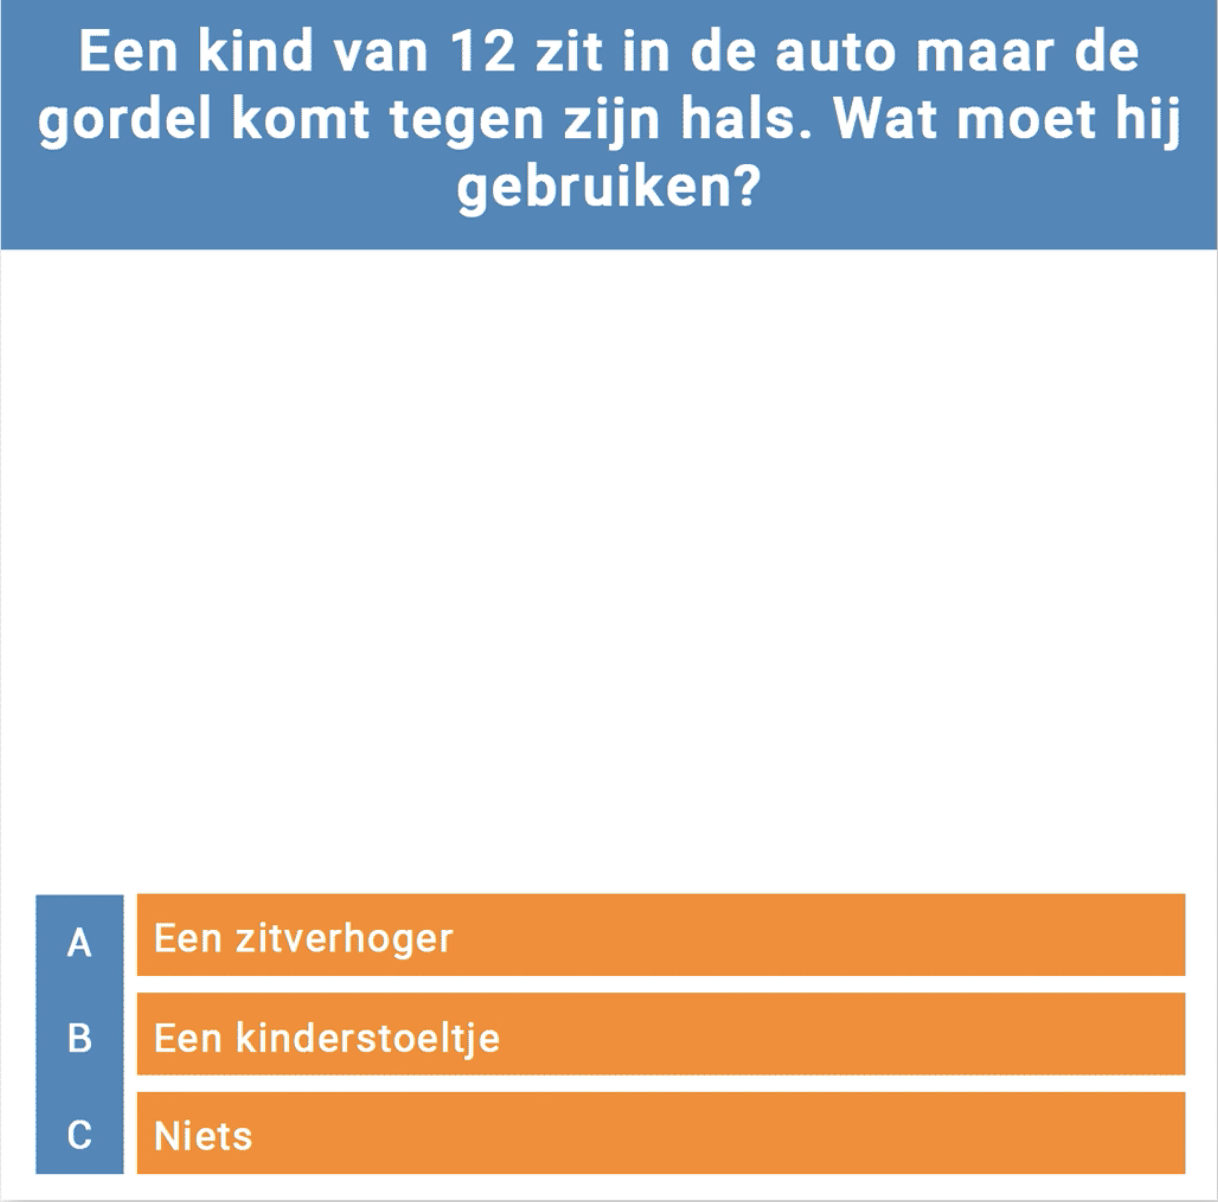 Een kind van 12 zit in de auto maar de
gordel komt tegen zijn hals. Wat moet hij
gebruiken?
A Een zitverhoger
B Een kinderstoeltje
C Niets